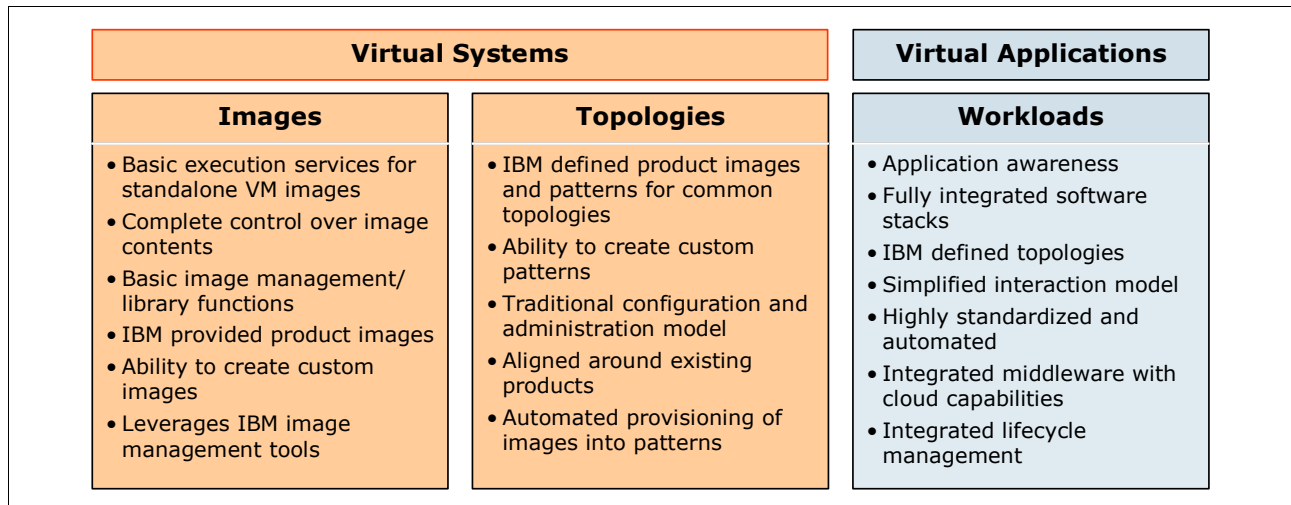 Virtual Systems
Virtual Applications
Images
• Basic execution services for
standalone VM images
• Complete control over image
contents
• Basic image management/
library functions
• IBM provided product images
• Ability to create custom
images
• Leverages IBM image
management tools
Topologies
• IBM defined product images
and patterns for common
topologies
• Ability to create custom
patterns
• Traditional configuration and
administration model
• Aligned around existing
products
• Automated provisioning of
images into patterns
Workloads
• Application awareness
• Fully integrated software
stacks
• IBM defined topologies
• Simplified interaction model
• Highly standardized and
automated
• Integrated middleware with
cloud capabilities
• Integrated lifecycle
management